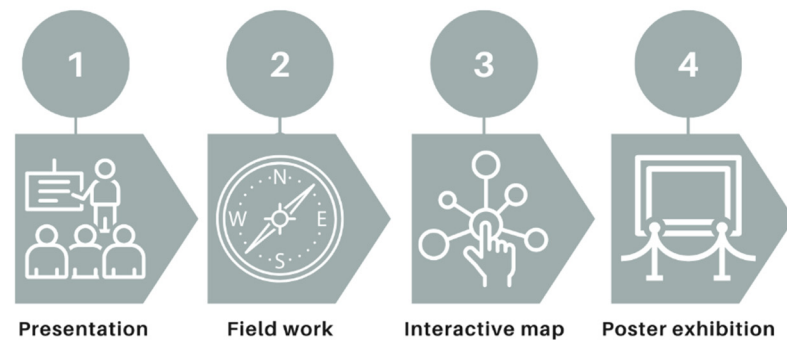 1 2 3 4
N
W E
S
Presentation Field work Interactive map Poster exhibition